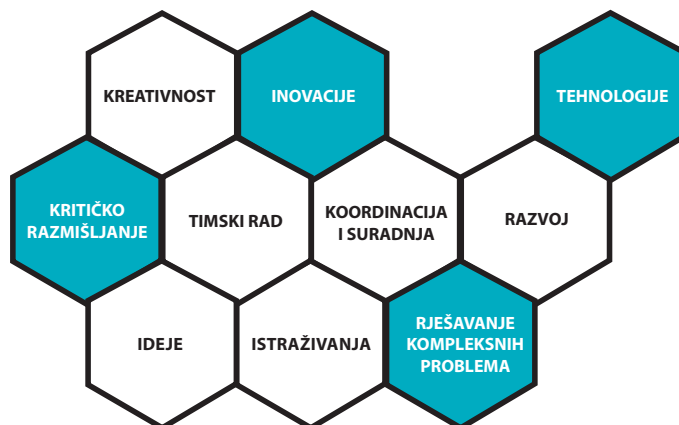 KREATIVNOST
INOVACIJE
TEHNOLOGIJE
KRITIČKO
RAZMIŠLJANJE
TIMSKI RAD
KOORDINACIJA
I SURADNJA
RAZVOJ
IDEJE
ISTRAŽIVANJA
RJEŠAVANJE
KOMPLEKSNIH
PROBLEMA